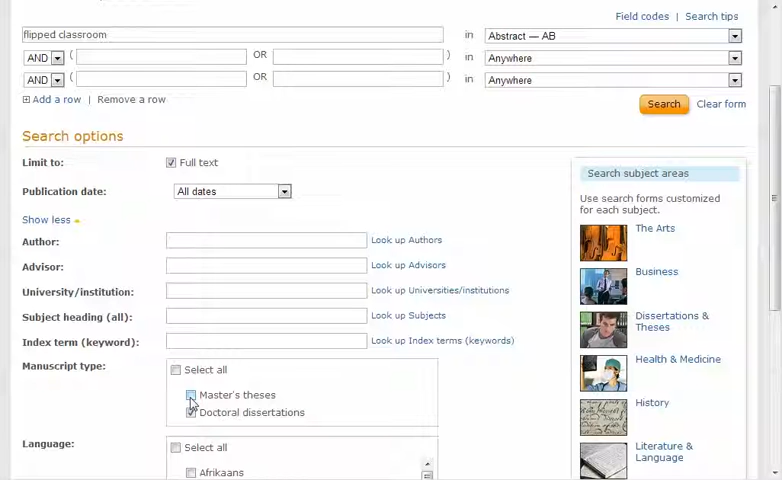 Field codes | Search tips
flipped classroom in Abstract — AB
AND ( OR ) in Anywhere
AND ( OR ) in Anywhere
Add a row | Remove a row Search Clear form
Search options
Limit to: Full text
Publication date: All dates
Show less
Author: Look up Authors
Advisor: Look up Advisors
University/institution: Look up Universities/institutions
Subject heading (all): Look up Subjects
Index term (keyword): Look up Index terms (keywords)
Manuscript type: Select all
Master's theses
Doctoral dissertations
Language: Select all
Afrikaans
Search subject areas
Use search forms customized
for each subject.
The Arts
Business
Dissertations &
Theses
Health & Medicine
History
Literature &
Language